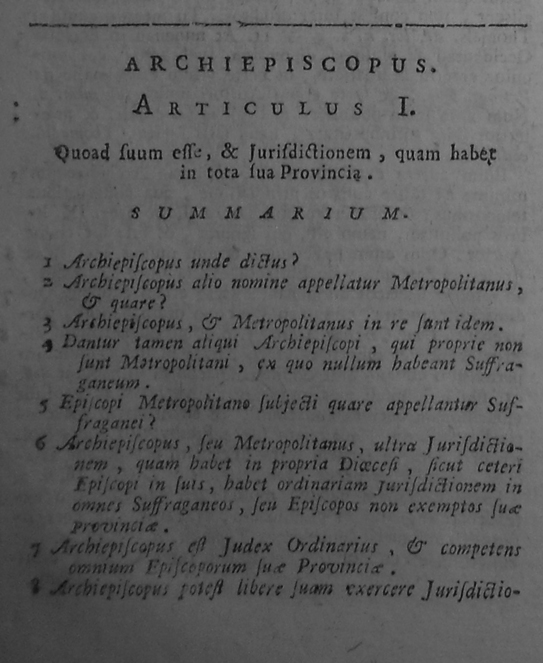 ARCHIEPISCOPUS.
ARTICULUS I.
Quoad ſuum eſſe, & Juriſdictionem, quam habet
in tota ſua Provincia.
SUMMARIUM.
1 Archiepiſcopus unde dictus?
2 Archiepiſcopus alio nomine appellatur Metropolitanus,
& quare?
3 Archiepiſcopus, & Metropolitanus in re ſunt idem.
4 Dantur tamen aliqui Archiepiſcopi, qui proprie non
ſunt Metropolitani, ex quo nullum habeant Suffra-
ganeum.
5 Epiſcopi Metropolitano ſubjecti quare appellantur Suf-
fraganei?
6 Archiepiſcopus, ſeu Metropolitanus, ultra Juriſdictio-
nem, quam habet in propria Diœceſi, ſicut ceteri
Epiſcopi in ſuis, habet ordinariam Juriſdictionem in
omnes Suffraganeos, ſeu Epiſcopos non exemptos ſuæ
Provinciæ.
7 Archiepiſcopus eſt Judex Ordinarius, & competens
omnium Epiſcoporum ſuæ Provinciæ.
8 Archiepiſcopus poteſt libere ſuam exercere Juriſdictio-